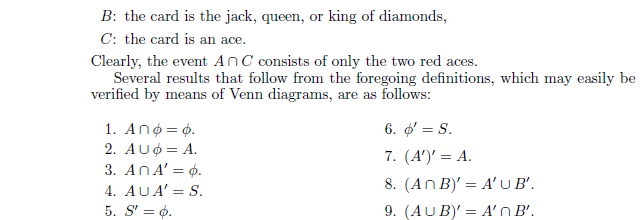 B: the card is the jack, queen, or king of diamonds,
C: the card is an ace.
Clearly, the event A ∩ C consists of only the two red aces.
Several results that follow from the foregoing definitions, which may easily be
verified by means of Venn diagrams, are as follows:
1. A ∩ ϕ = ϕ.
2. A ∪ ϕ = A.
3. A ∩ A′ = ϕ.
4. A ∪ A′ = S.
5. S′ = ϕ.
6. ϕ′ = S.
7. (A′)′ = A.
8. (A ∩ B)′ = A′ ∪ B′.
9. (A ∪ B)′ = A′ ∩ B′.